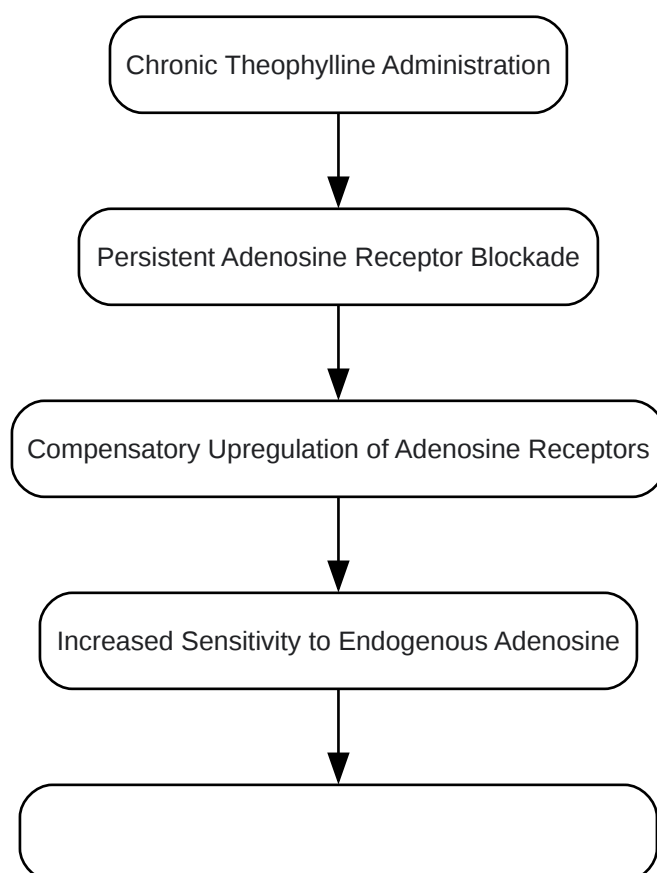 Chronic Theophylline Administration
Persistent Adenosine Receptor Blockade
Compensatory Upregulation of Adenosine Receptors
Increased Sensitivity to Endogenous Adenosine